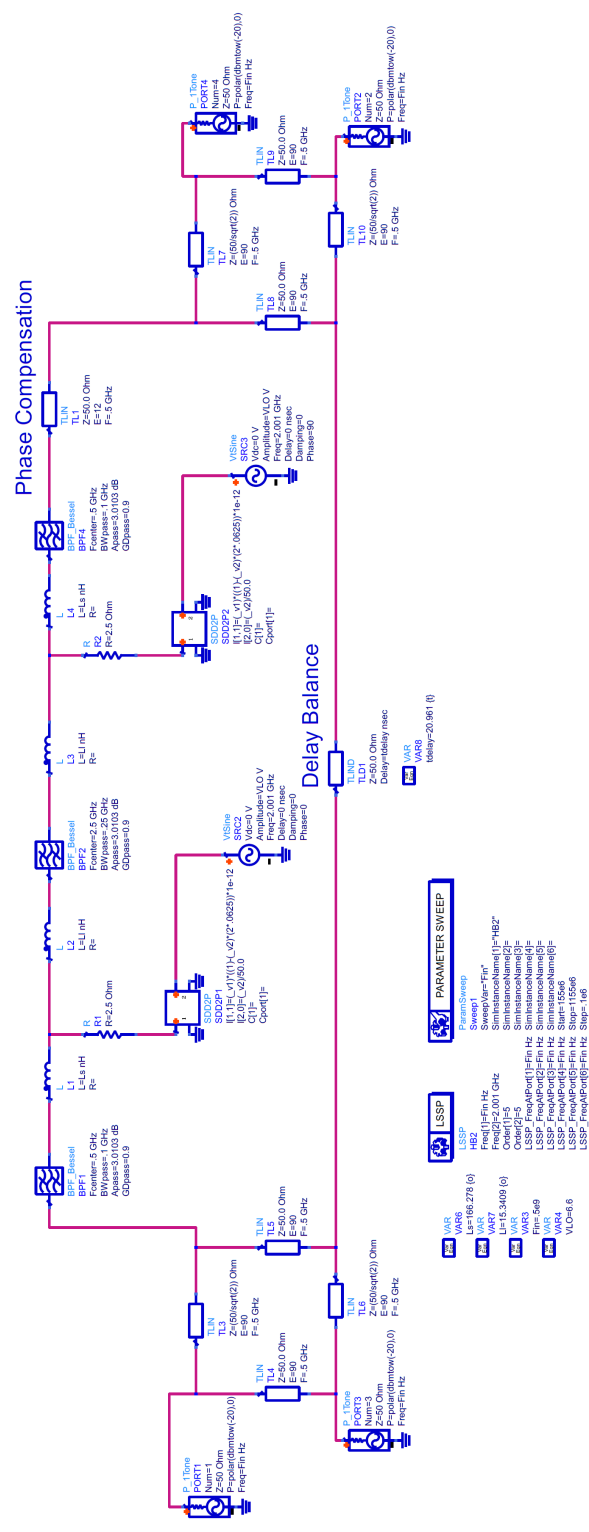 Phase Compensation
Delay Balance
P_1Tone
PORT1
Num=1
Z=50 Ohm
P=polar(dbmtow(-20),0)
Freq=Fin Hz
TLIN
TL3
Z=(50/sqrt(2)) Ohm
E=90
F=.5 GHz
TLIN
TL4
Z=50.0 Ohm
E=90
F=.5 GHz
TLIN
TL5
Z=50.0 Ohm
E=90
F=.5 GHz
P_1Tone
PORT3
Num=3
Z=50 Ohm
P=polar(dbmtow(-20),0)
Freq=Fin Hz
TLIN
TL6
Z=(50/sqrt(2)) Ohm
E=90
F=.5 GHz
BPF_Bessel
BPF1
Fcenter=.5 GHz
BWpass=.1 GHz
Apass=3.0103 dB
GDpass=0.9
L
L1
L=Ls nH
R=
R
R1
R=2.5 Ohm
L
L2
L=Ll nH
R=
1
2
SDD2P
SDD2P1
I[1,1]=(_v1)*((1)-(_v2)*(2*.0625))*1e-12
I[2,0]=(_v2)/50.0
C[1]=
Cport[1]=
VtSine
SRC2
Vdc=0 V
Amplitude=VLO V
Freq=2.001 GHz
Delay=0 nsec
Damping=0
Phase=0
BPF_Bessel
BPF2
Fcenter=2.5 GHz
BWpass=.25 GHz
Apass=3.0103 dB
GDpass=0.9
L
L3
L=Ll nH
R=
R
R2
R=2.5 Ohm
L
L4
L=Ls nH
R=
1
2
SDD2P
SDD2P2
I[1,1]=(_v1)*((1)-(_v2)*(2*.0625))*1e-12
I[2,0]=(_v2)/50.0
C[1]=
Cport[1]=
VtSine
SRC3
Vdc=0 V
Amplitude=VLO V
Freq=2.001 GHz
Delay=0 nsec
Damping=0
Phase=90
BPF_Bessel
BPF4
Fcenter=.5 GHz
BWpass=.1 GHz
Apass=3.0103 dB
GDpass=0.9
TLIN
TL1
Z=50.0 Ohm
E=12
F=.5 GHz
TLIN
TL7
Z=(50/sqrt(2)) Ohm
E=90
F=.5 GHz
TLIN
TL8
Z=50.0 Ohm
E=90
F=.5 GHz
TLIN
TL9
Z=50.0 Ohm
E=90
F=.5 GHz
TLIN
TL10
Z=(50/sqrt(2)) Ohm
E=90
F=.5 GHz
P_1Tone
PORT4
Num=4
Z=50 Ohm
P=polar(dbmtow(-20),0)
Freq=Fin Hz
P_1Tone
PORT2
Num=2
Z=50 Ohm
P=polar(dbmtow(-20),0)
Freq=Fin Hz
TLIND
TLD1
Z=50.0 Ohm
Delay=tdelay nsec
Var
Eqn
VAR
VAR8
tdelay=20.961 {t}
Var
Eqn
VAR
VAR6
Ls=166.278 {o}
Var
Eqn
VAR
VAR7
Ll=15.3409 {o}
Var
Eqn
VAR
VAR3
Fin=.5e9
Var
Eqn
VAR
VAR4
VLO=6.6
LSSP
LSSP
HB2
Freq[1]=Fin Hz
Freq[2]=2.001 GHz
Order[1]=5
Order[2]=5
LSSP_FreqAtPort[1]=Fin Hz
LSSP_FreqAtPort[2]=Fin Hz
LSSP_FreqAtPort[3]=Fin Hz
LSSP_FreqAtPort[4]=Fin Hz
LSSP_FreqAtPort[5]=Fin Hz
LSSP_FreqAtPort[6]=Fin Hz
PARAMETER SWEEP
ParamSweep
Sweep1
SweepVar="Fin"
SimInstanceName[1]="HB2"
SimInstanceName[2]=
SimInstanceName[3]=
SimInstanceName[4]=
SimInstanceName[5]=
SimInstanceName[6]=
Start=155e6
Stop=1155e6
Step=.1e6